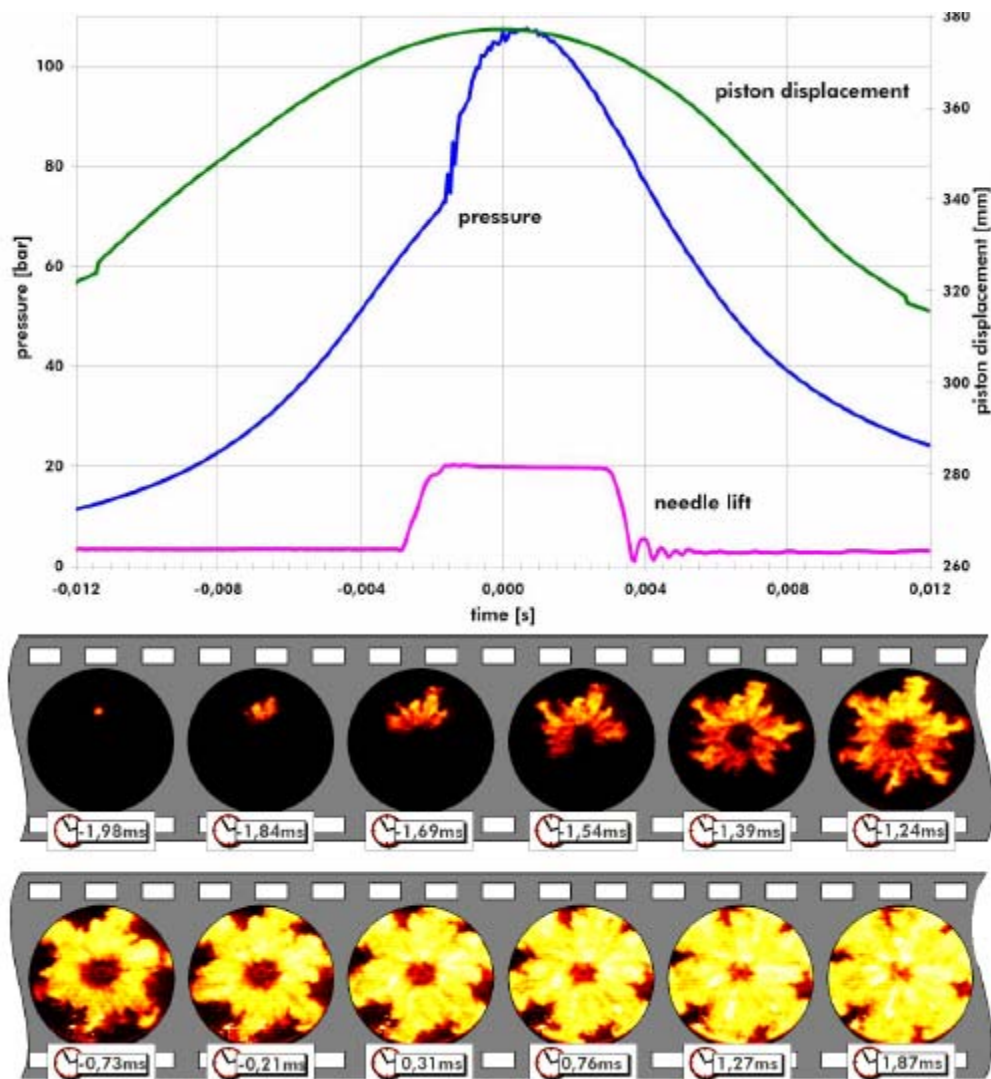 380
100
piston displacement
360
80
340
pressure
pressure [bar]
piston displacement [mm]
60
320
40
300
20
280
needle lift
0
260
-0,012
-0,008
-0,004
0,000
0,004
0,008
0,012
time [s]
-1,98ms
-1,84ms
-1,69ms
-1,54ms
-1,39ms
-1,24ms
-0,73ms
-0,21ms
0,31ms
0,76ms
1,27ms
1,87ms